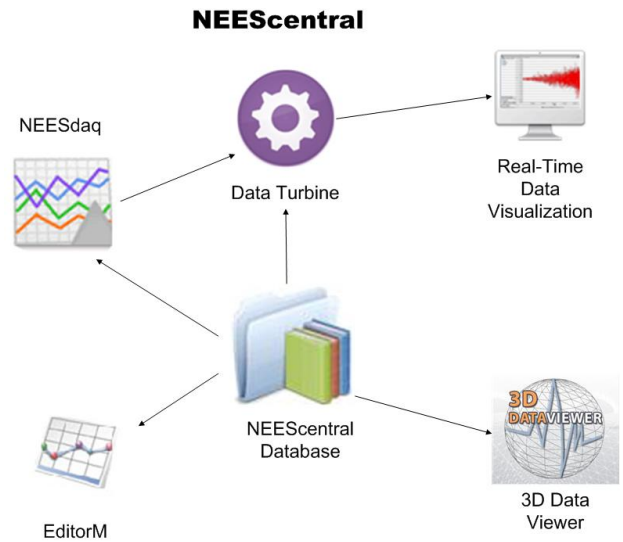 NEEScentral
NEESdaq
Data Turbine
Real-Time
Data
Visualization
NEEScentral
Database
3D
DATAVIEWER
EditorM
3D Data
Viewer